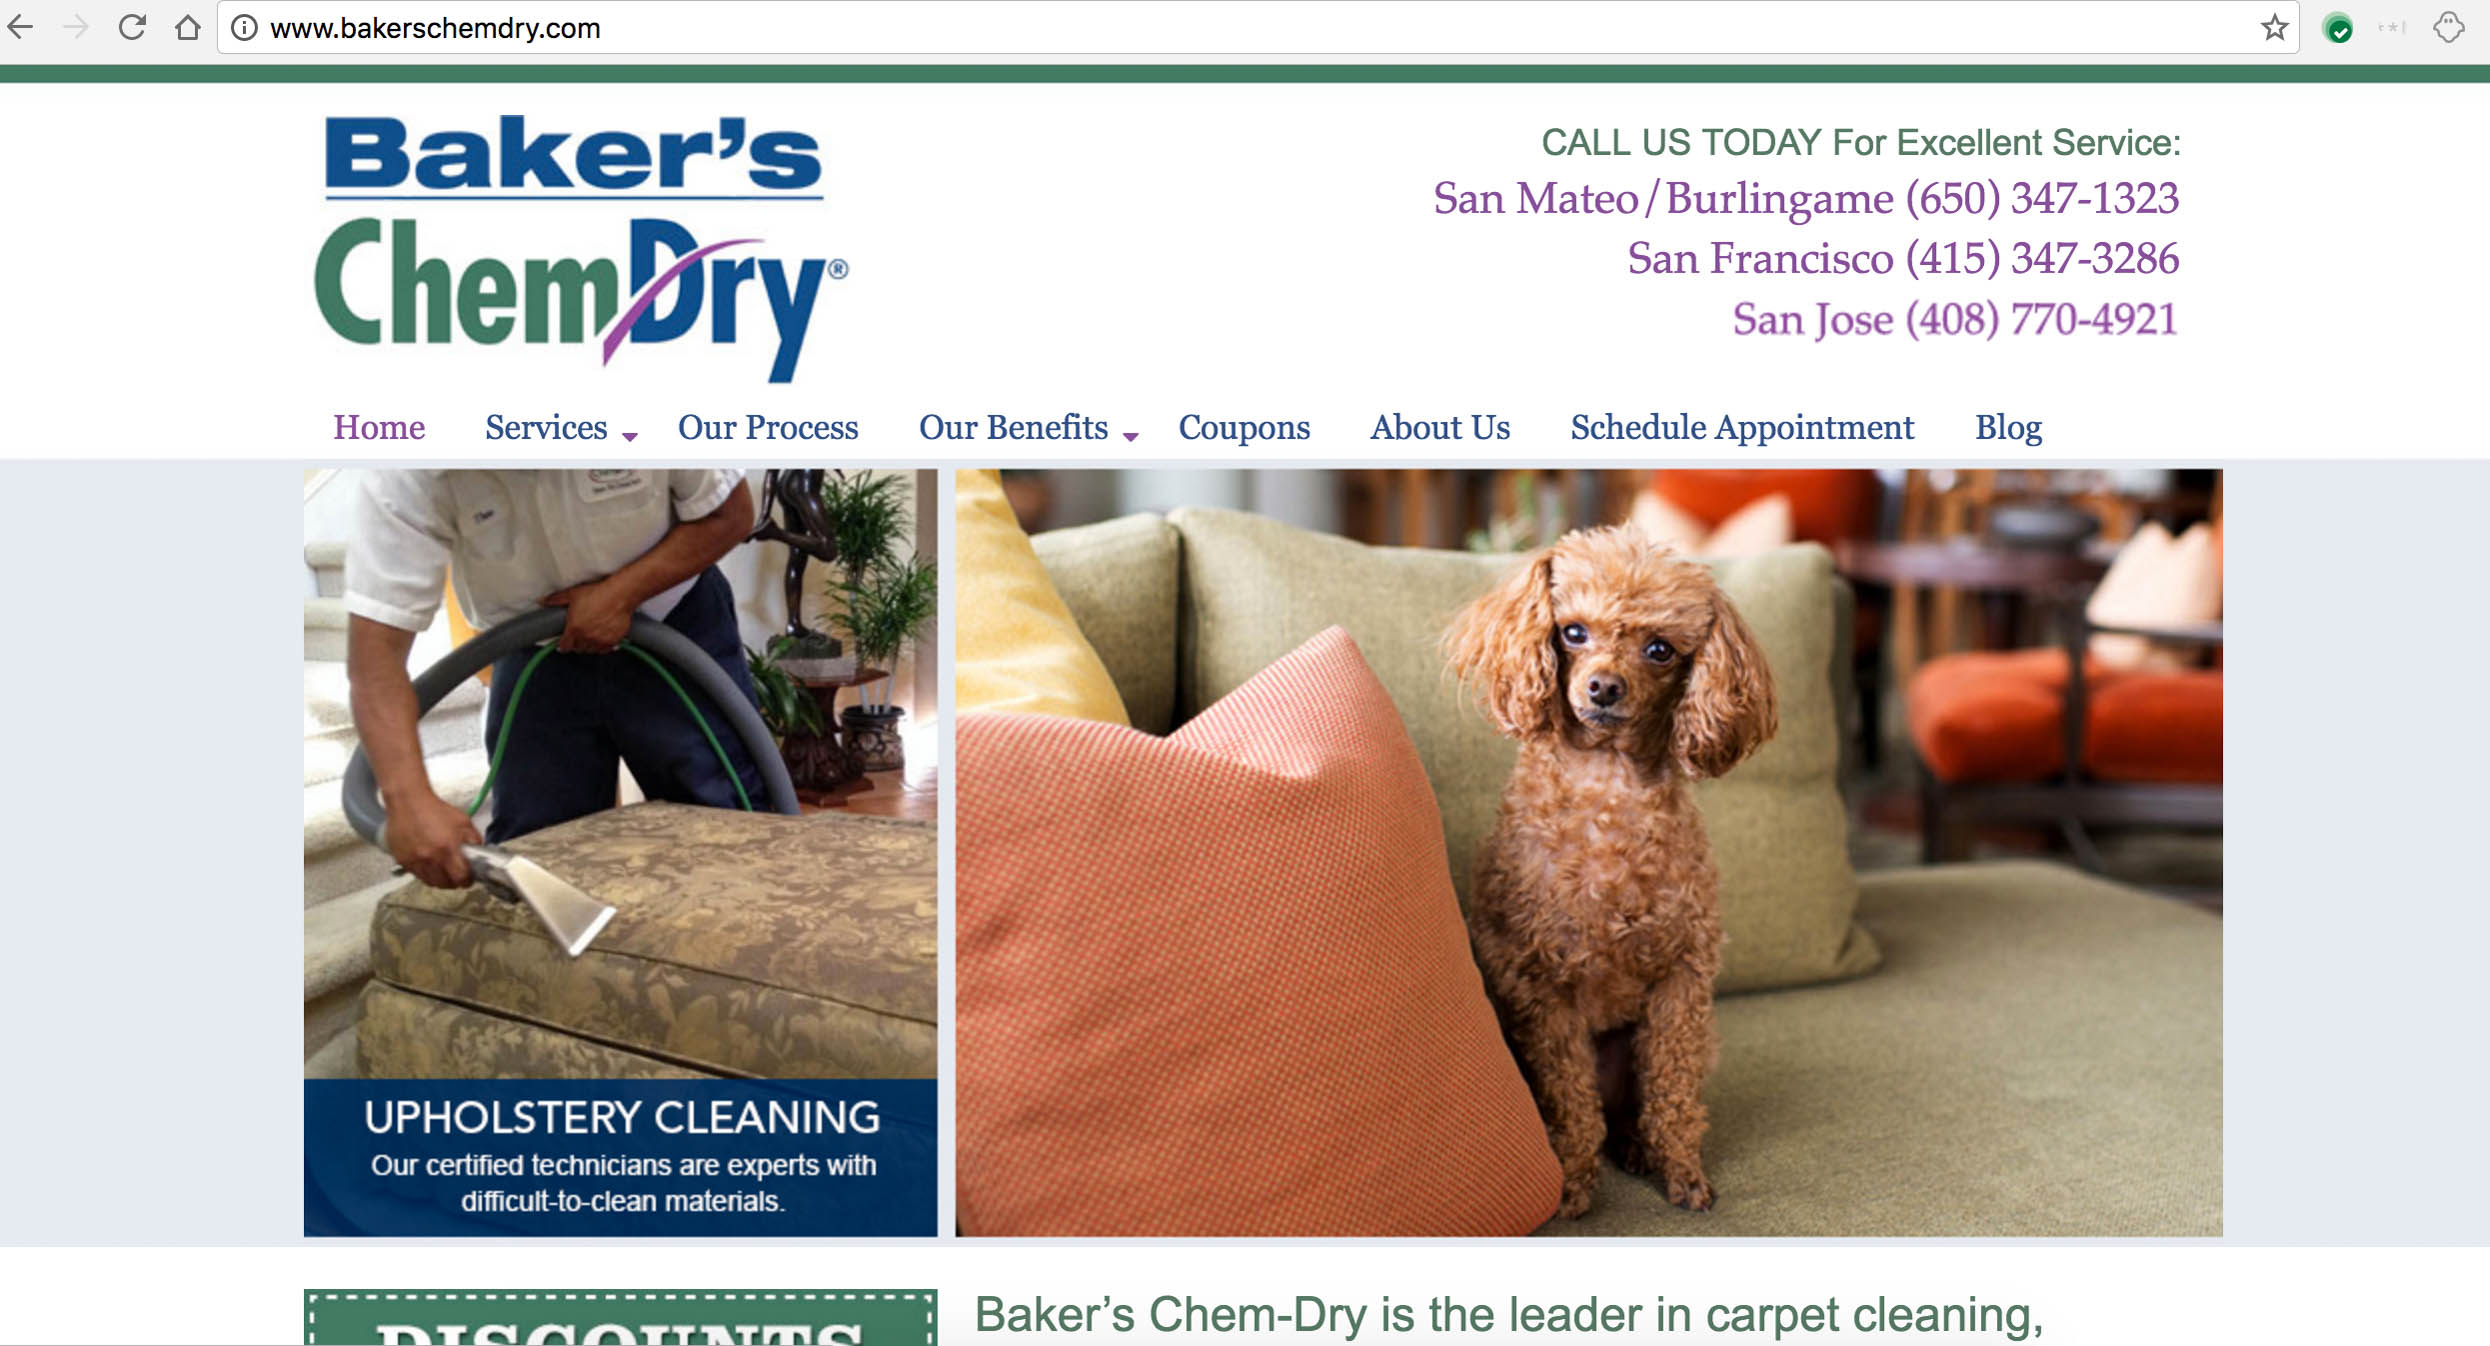 www.bakerschemdry.com
Baker's
ChemDry®
CALL US TODAY For Excellent Service:
San Mateo/Burlingame (650) 347-1323
San Francisco (415) 347-3286
San Jose (408) 770-4921
Home Services Our Process Our Benefits Coupons About Us Schedule Appointment Blog
UPHOLSTERY CLEANING
Our certified technicians are experts with
difficult-to-clean materials.
DISCOUNTS
Baker’s Chem-Dry is the leader in carpet cleaning,